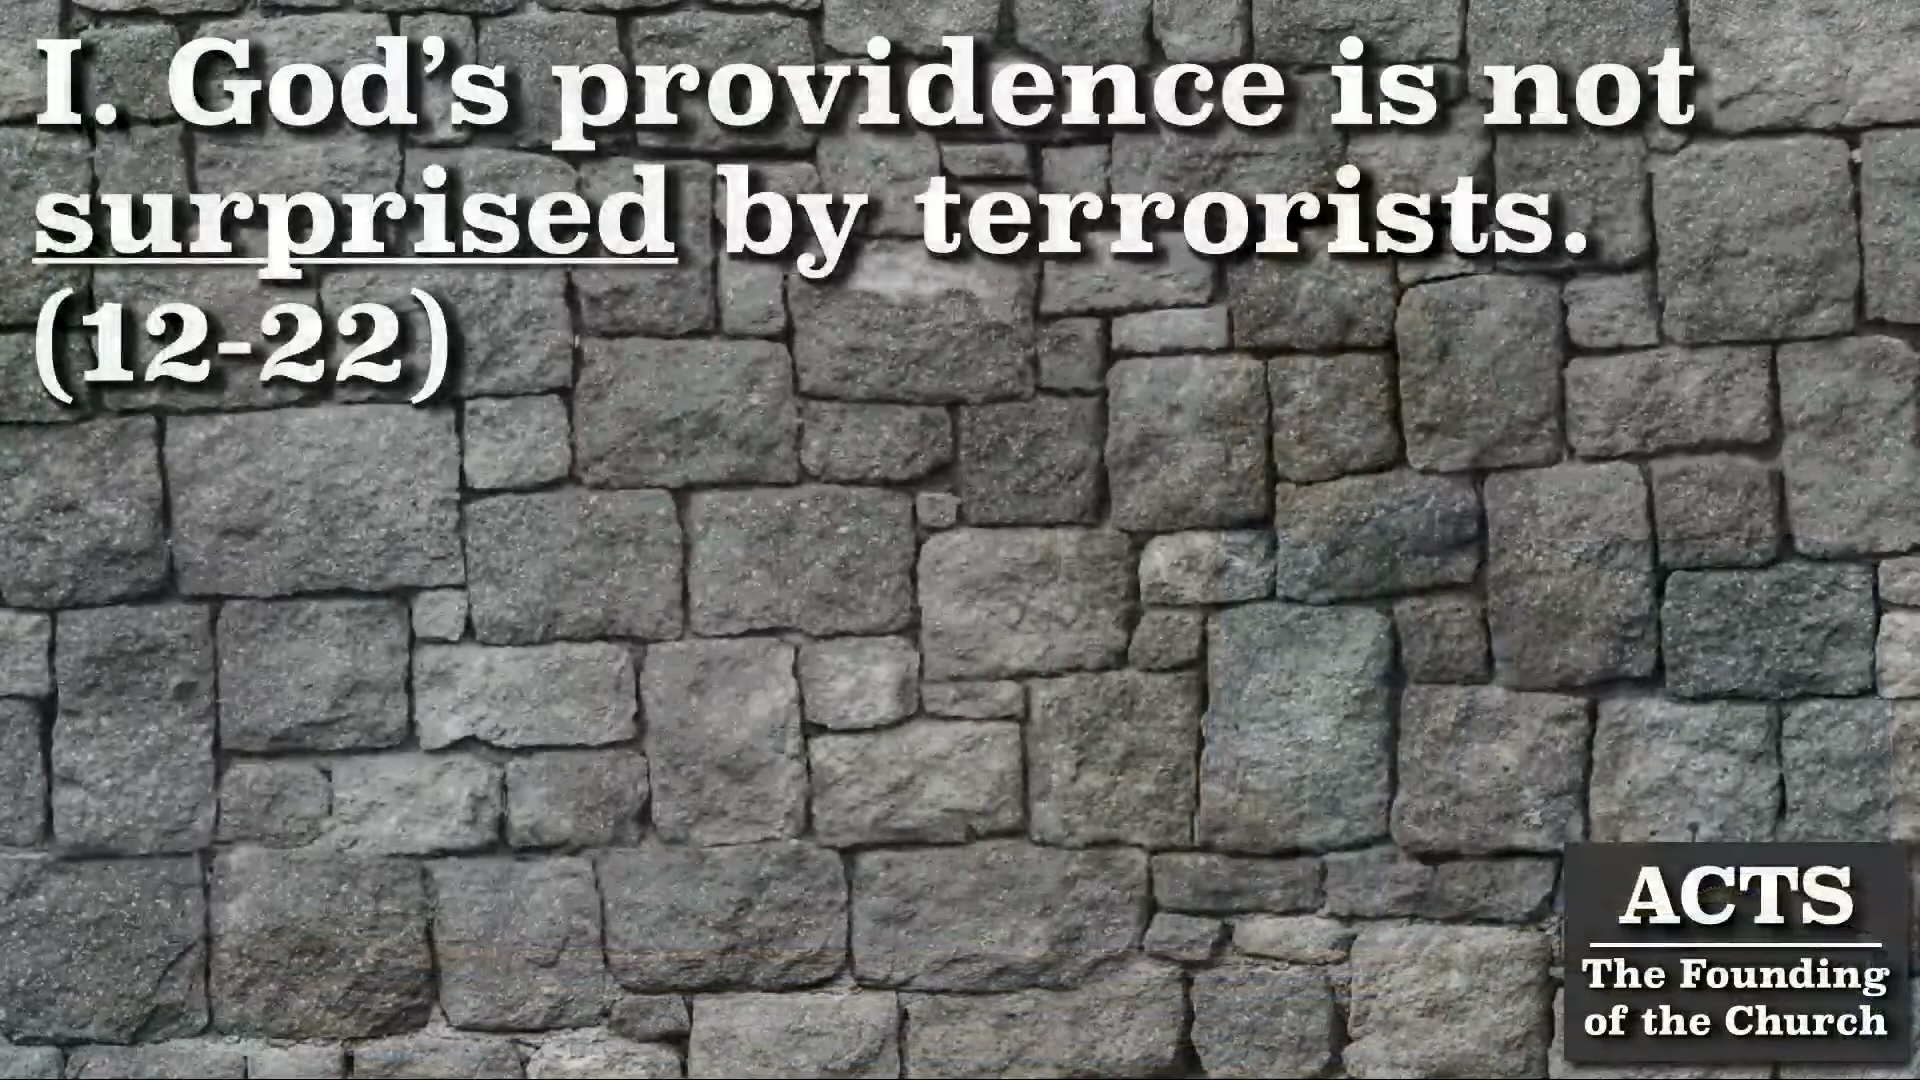 I. God’s providence is not
surprised by terrorists.
(12-22)
ACTS
The Founding
of the Church